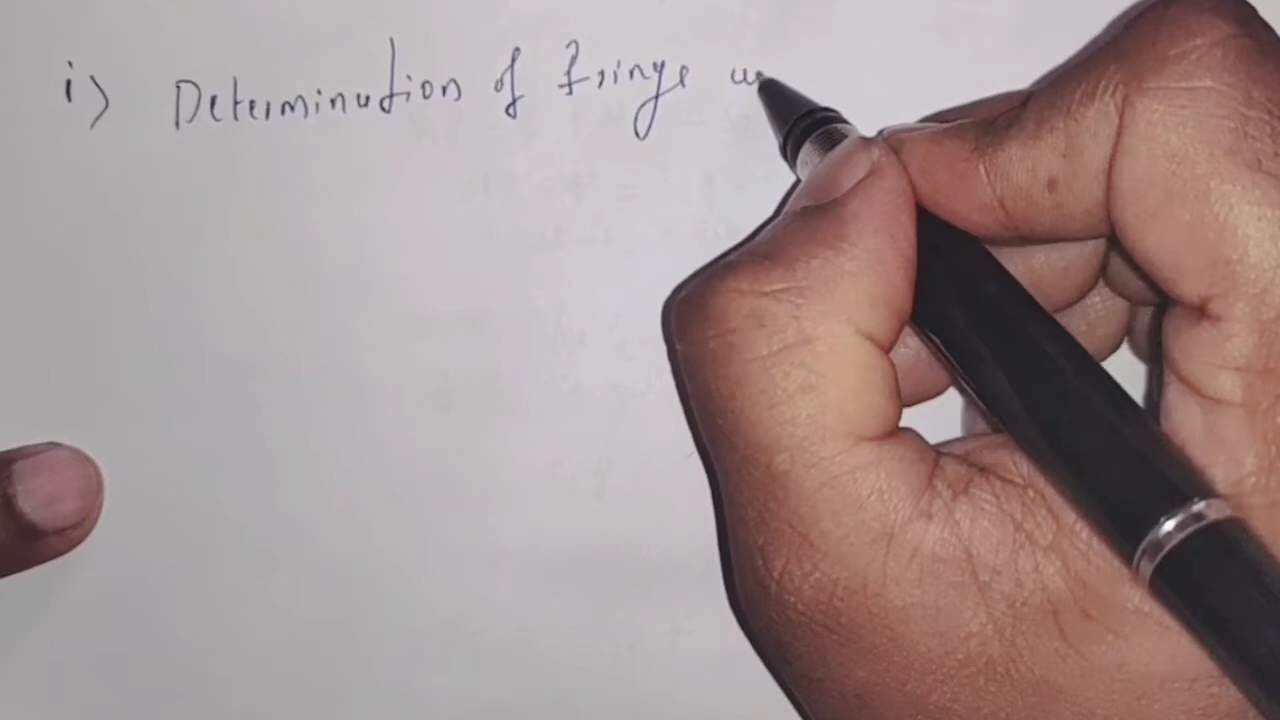 i) Determination of fringe w